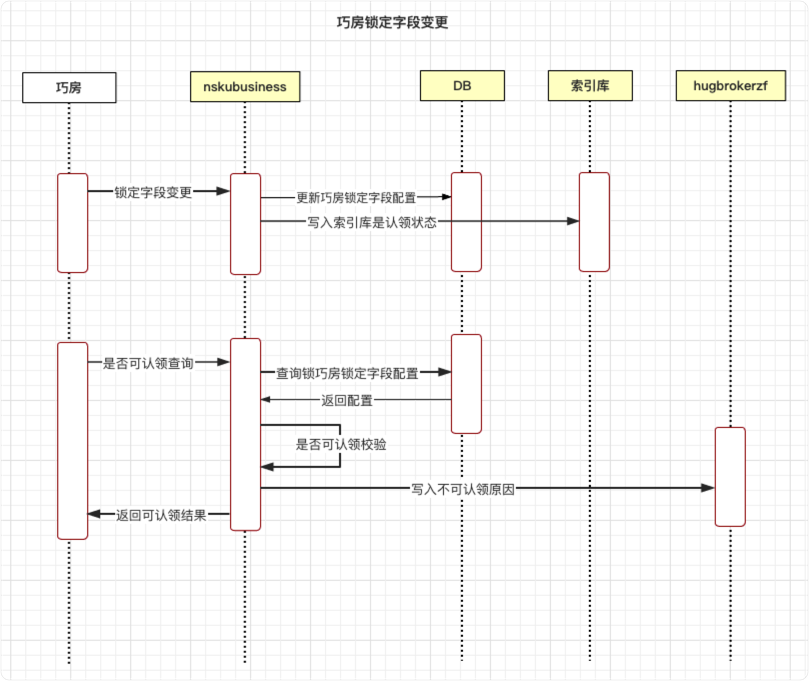 巧房锁定字段变更
巧房
nskubusiness
DB
索引库
hugbrokerzf
锁定字段变更
更新巧房锁定字段配置
写入索引库是认领状态
是否可认领查询
查询锁巧房锁定字段配置
返回配置
是否可认领校验
写入不可认领原因
返回可认领结果